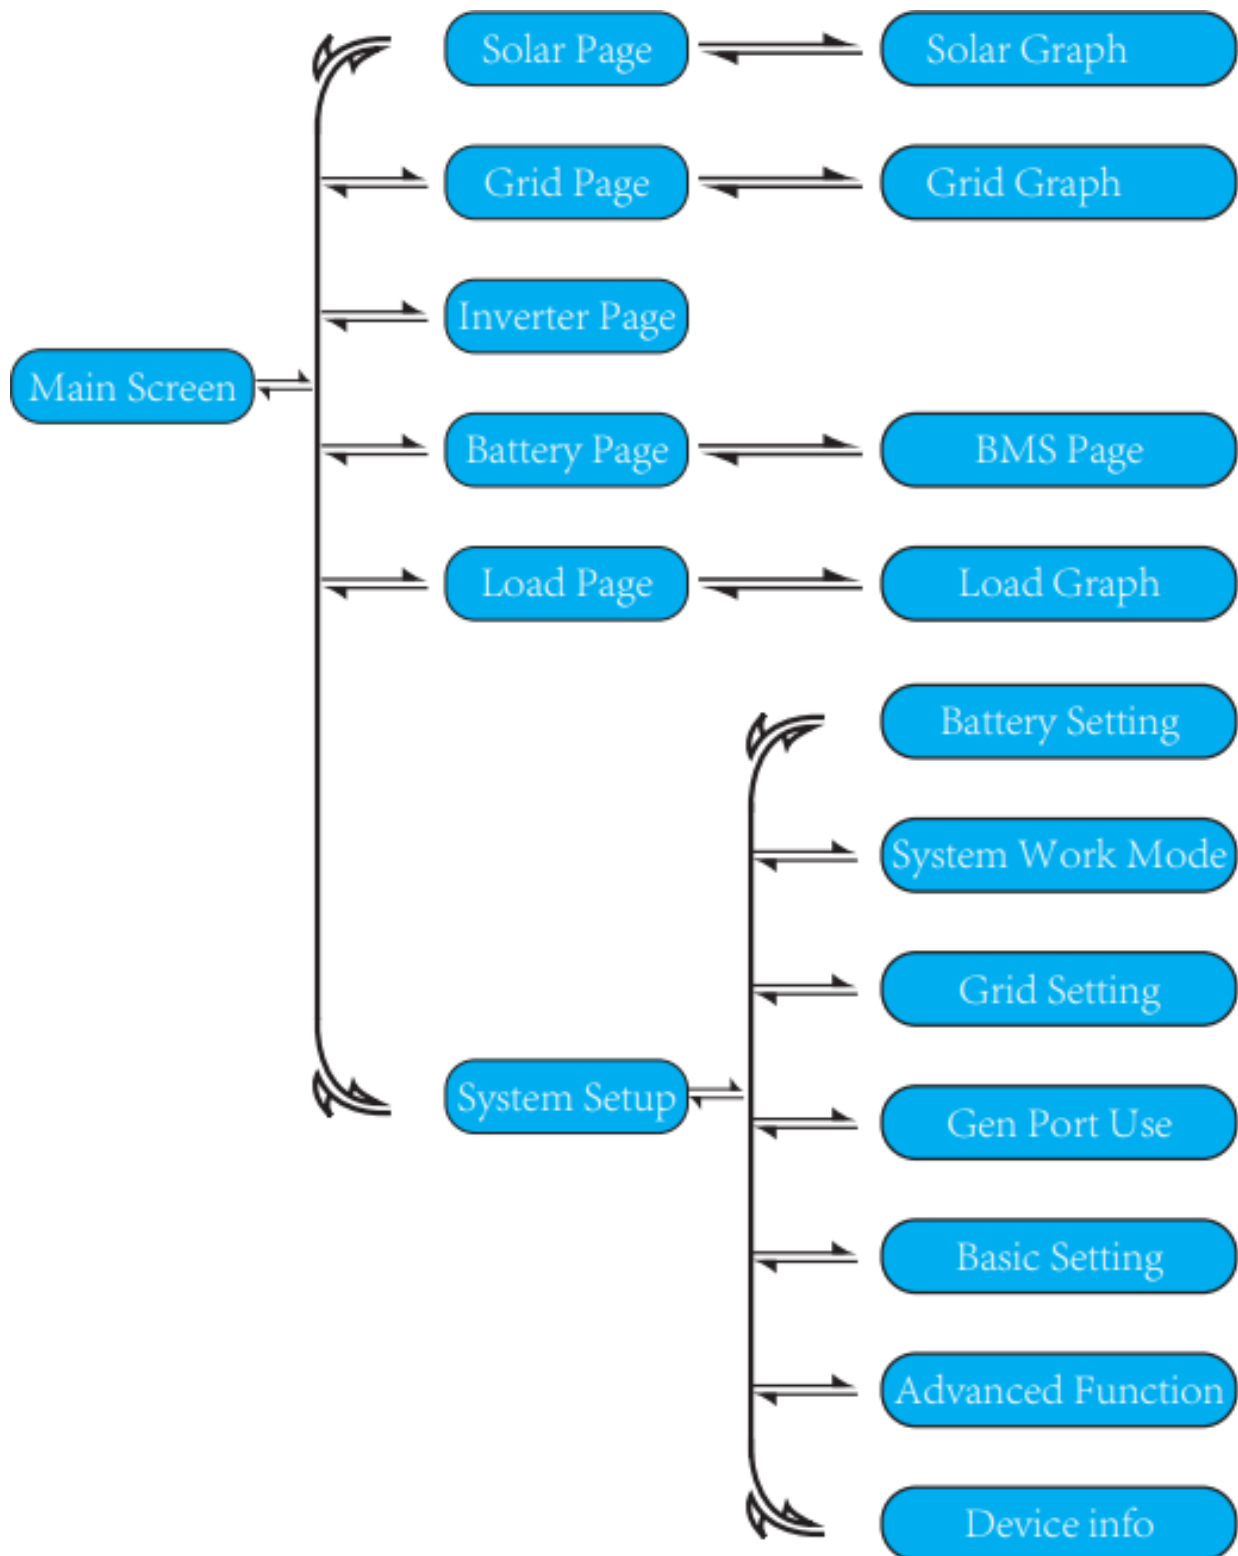 Solar Page
Solar Graph
Grid Page
Grid Graph
Inverter Page
Main Screen
Battery Page
BMS Page
Load Page
Load Graph
Battery Setting
System Work Mode
Grid Setting
System Setup
Gen Port Use
Basic Setting
Advanced Function
Device info